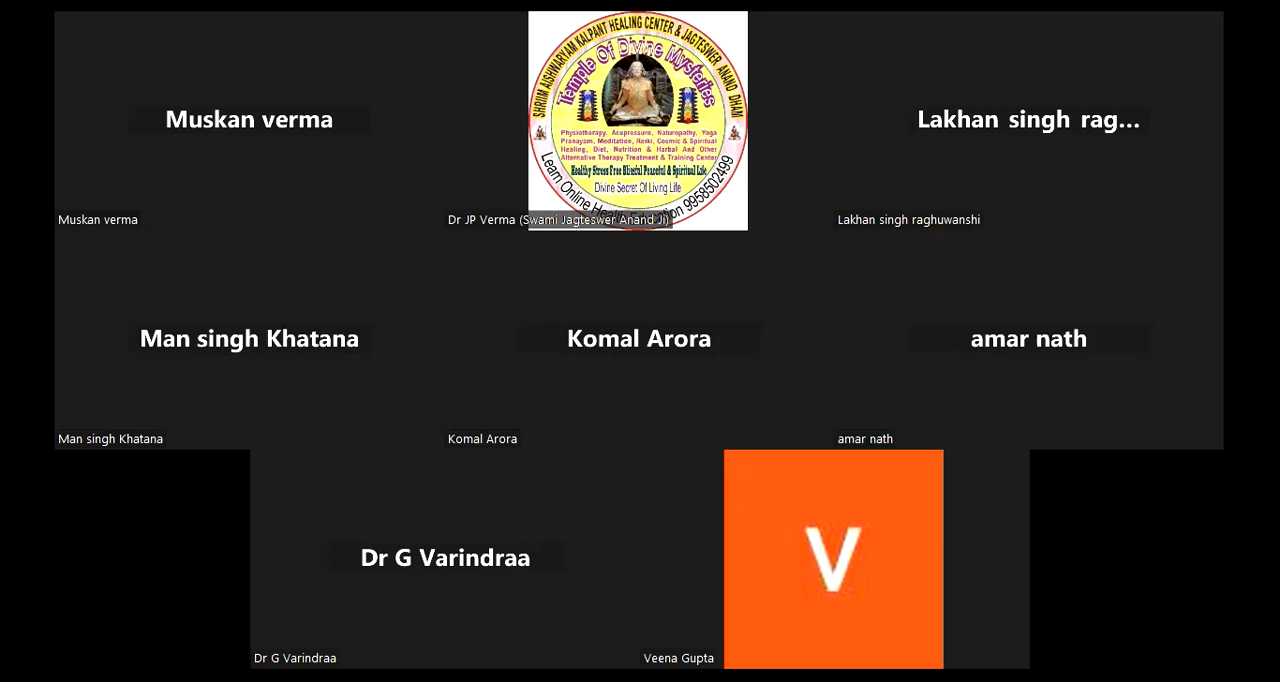 Muskan verma
Muskan verma
SHRIIM AISHWARYAM KALPANT HEALING CENTER & JAGTESWER ANAND DHAM
Temple Of Divine Mysteries
Physiotherapy, Acupressure, Naturopathy, Yoga
Pranayam, Meditation, Reiki, Cosmic & Spiritual
Healing, Diet, Nutrition & Harbal And Other
Alternative Therapy Treatment & Training Center
Healthy Stress Free Blissful Peaceful & Spiritual Life
Divine Secret Of Living Life
Learn Online 9958502499
Dr JP Verma (Swami Jagteswer Anand Ji)
Lakhan singh rag...
Lakhan singh raghuwanshi
Man singh Khatana
Man singh Khatana
Komal Arora
Komal Arora
amar nath
amar nath
Dr G Varindraa
Dr G Varindraa
V
Veena Gupta